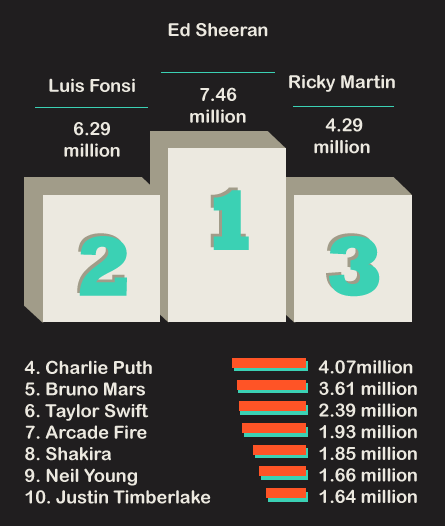 Ed Sheeran
7.46
million
Luis Fonsi
6.29
million
Ricky Martin
4.29
million
2
1
3
4. Charlie Puth 4.07million
5. Bruno Mars 3.61 million
6. Taylor Swift 2.39 million
7. Arcade Fire 1.93 million
8. Shakira 1.85 million
9. Neil Young 1.66 million
10. Justin Timberlake 1.64 million